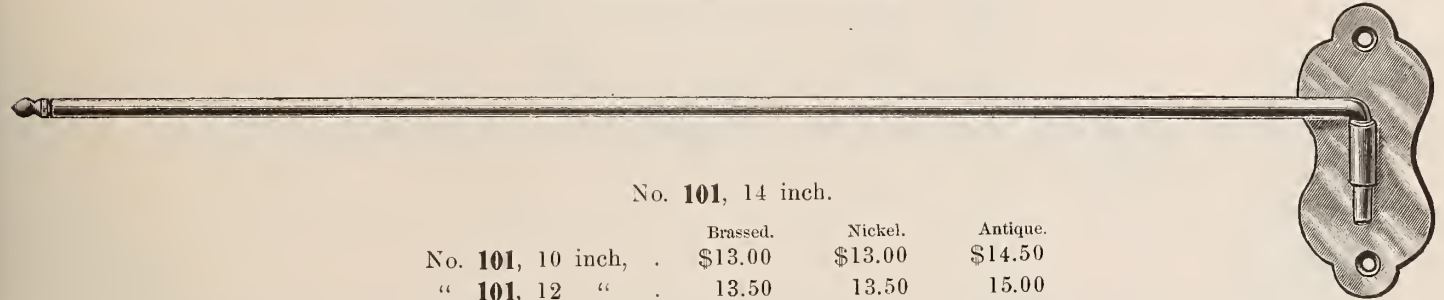 No. 101, 14 inch.
Brassed. Nickel. Antique.
No. 101, 10 inch, . $13.00 $13.00 $14.50
“ 101, 12 “ . 13.50 13.50 15.00